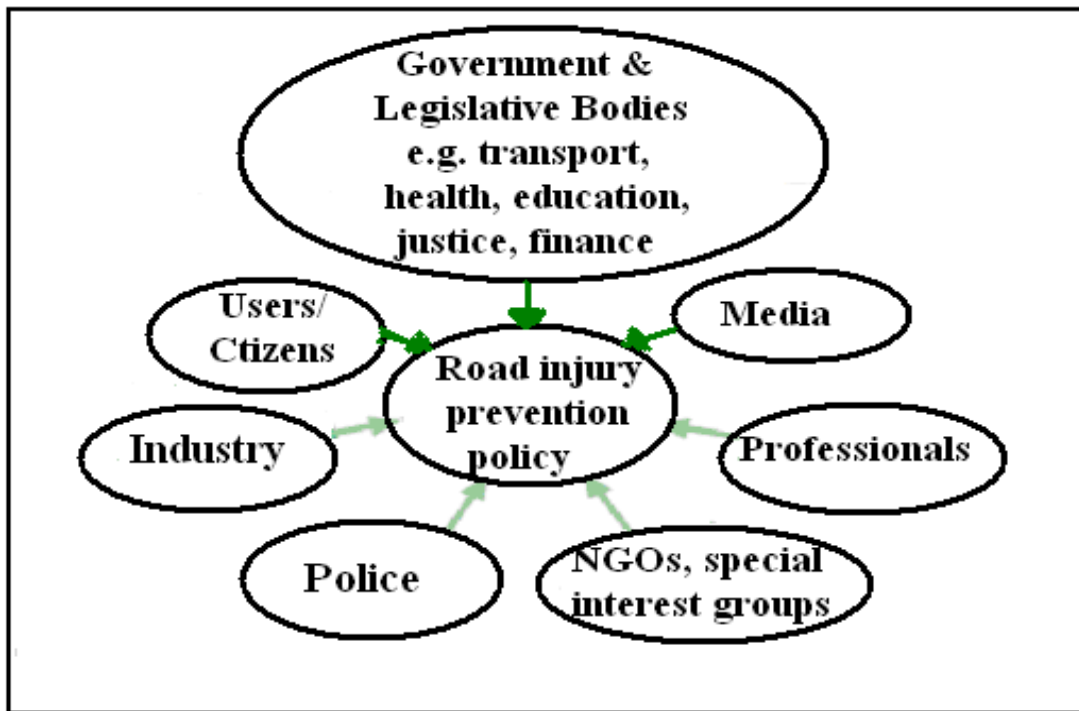 Government &
Legislative Bodies
e.g. transport,
health, education,
justice, finance
Users/
Ctizens
Media
Road injury
prevention
policy
Industry
Professionals
Police
NGOs, special
interest groups